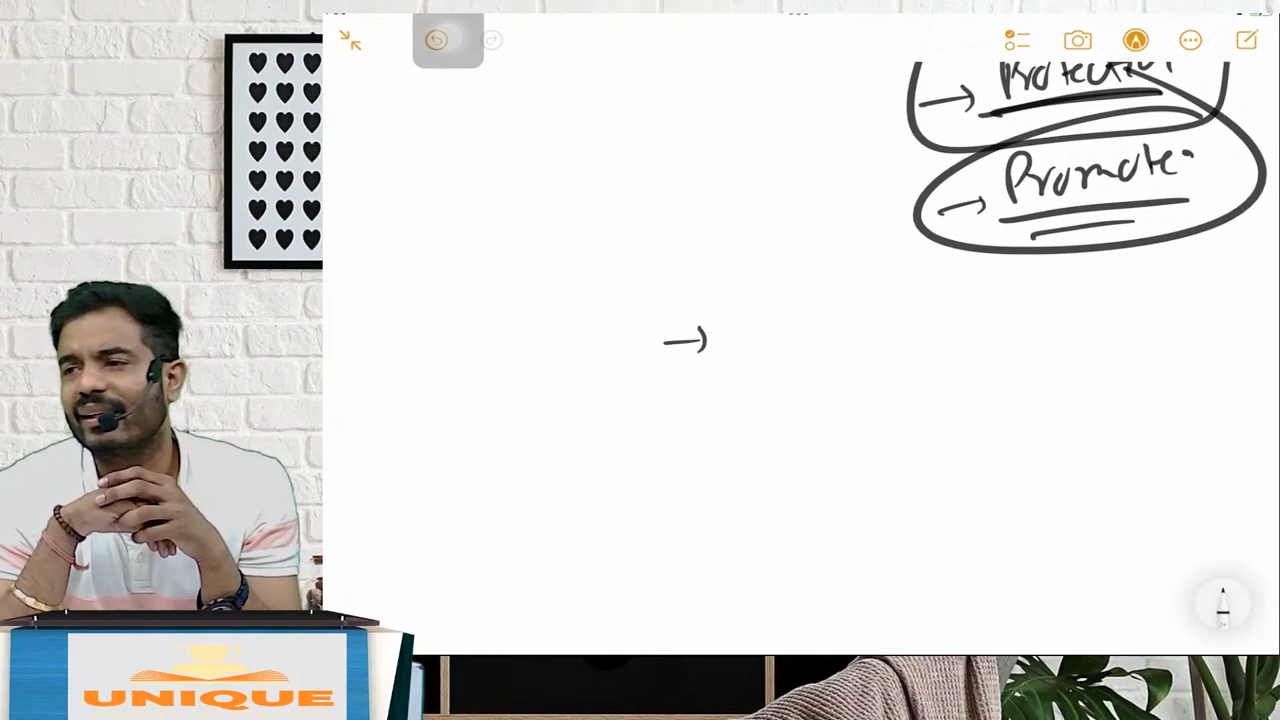 → Protection
→ Promote
→
UNIQUE